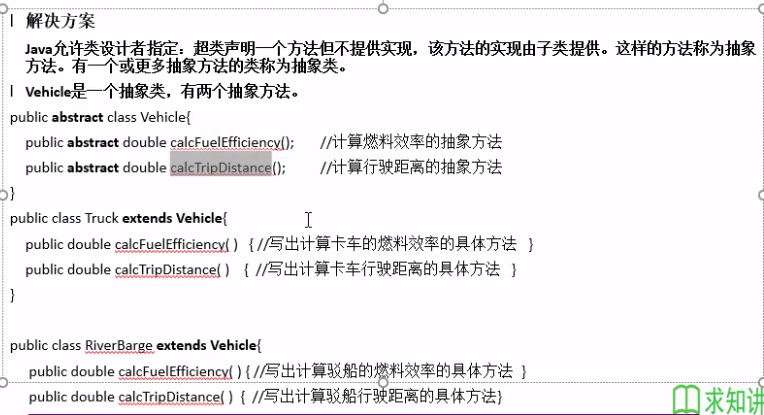 l 解决方案
Java允许类设计者指定：超类声明一个方法但不提供实现，该方法的实现由子类提供。这样的方法称为抽象
方法。有一个或更多抽象方法的类称为抽象类。
l Vehicle是一个抽象类，有两个抽象方法。
public abstract class Vehicle{
public abstract double calcFuelEfficiency(); //计算燃料效率的抽象方法
public abstract double calcTripDistance(); //计算行驶距离的抽象方法
}
public class Truck extends Vehicle{
public double calcFuelEfficiency( ) { //写出计算卡车的燃料效率的具体方法 }
public double calcTripDistance( ) { //写出计算卡车行驶距离的具体方法 }
}
public class RiverBarge extends Vehicle{
public double calcFuelEfficiency( ) { //写出计算驳船的燃料效率的具体方法 }
public double calcTripDistance( ) { //写出计算驳船行驶距离的具体方法}
求知讲